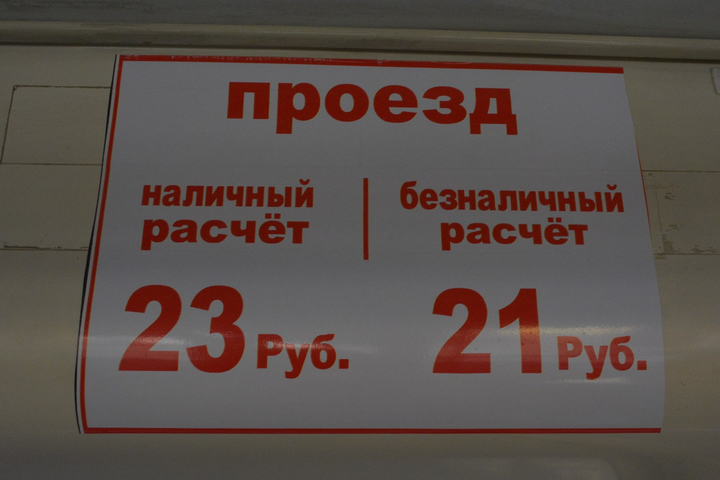 проезд
наличный расчёт
безналичный расчёт
23 Руб.
21 Руб.